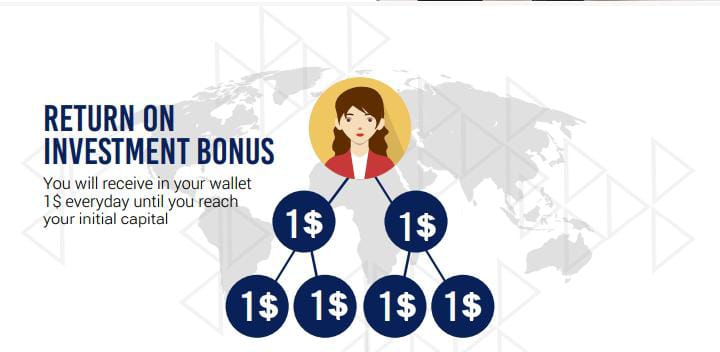 RETURN ON
INVESTMENT BONUS
You will receive in your wallet
1$ everyday until you reach
your initial capital
1$ 1$
1$ 1$ 1$ 1$